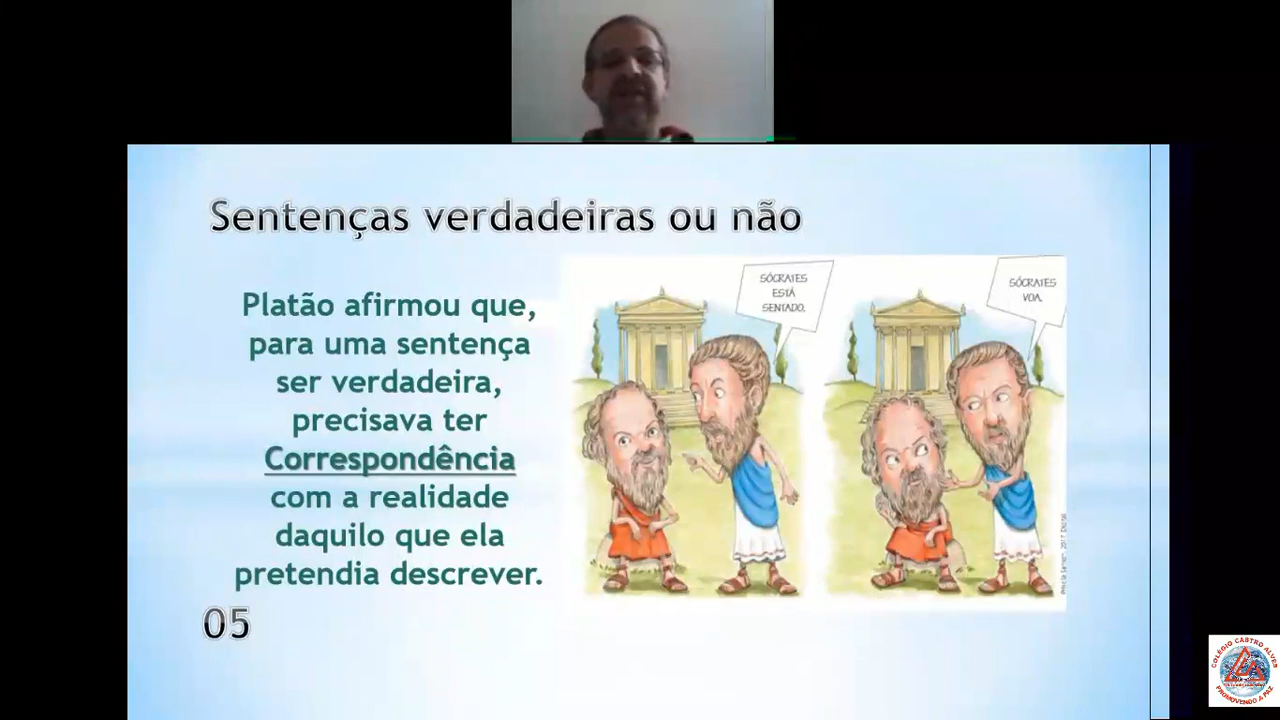 Sentenças verdadeiras ou não
Platão afirmou que,
para uma sentença
ser verdadeira,
precisava ter
Correspondência
com a realidade
daquilo que ela
pretendia descrever.
05
SÓCRATES
ESTÁ
SENTADO.
SÓCRATES
VOA.
COLÉGIO CASTRO ALVES
PROMOVENDO A PAZ